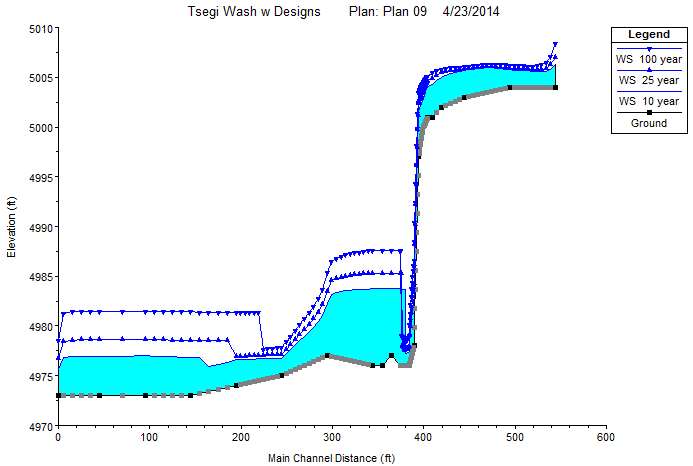 Tsegi Wash w Designs Plan: Plan 09 4/23/2014
Legend
WS 100 year
WS 25 year
WS 10 year
Ground
5010
5005
5000
4995
4990
4985
4980
4975
4970
Elevation (ft)
0 100 200 300 400 500 600
Main Channel Distance (ft)